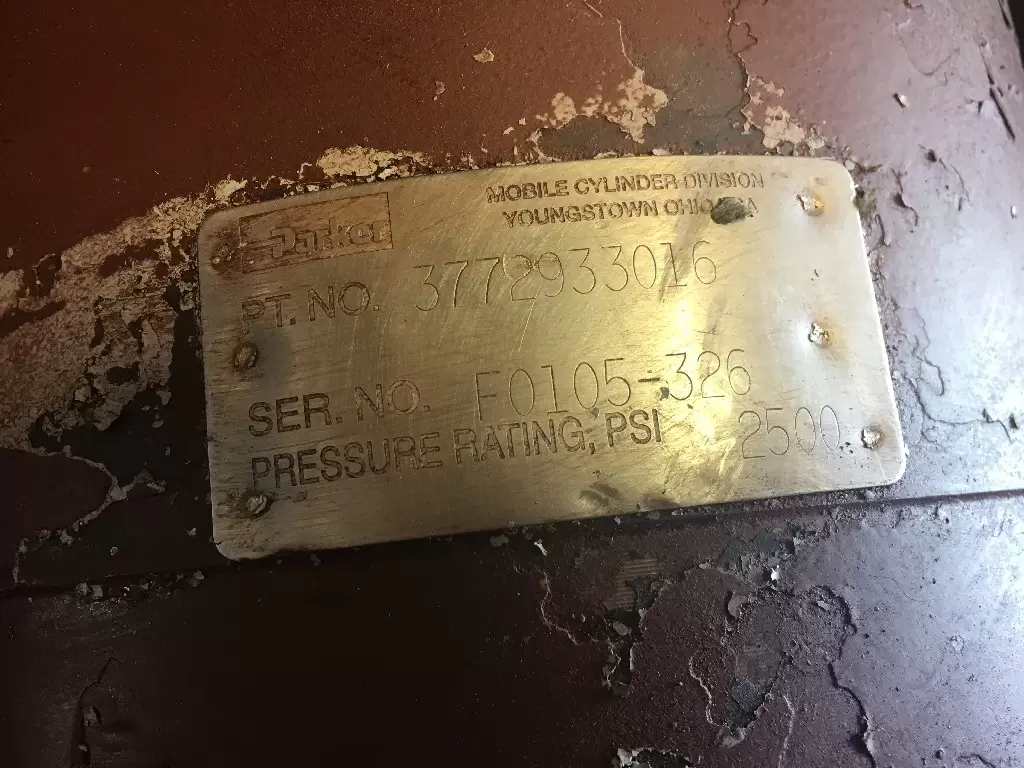 Parker
MOBILE CYLINDER DIVISION
YOUNGSTOWN OHIO
PT. NO. 3772933016
SER. NO. F0105-326
PRESSURE RATING, PSI 2500